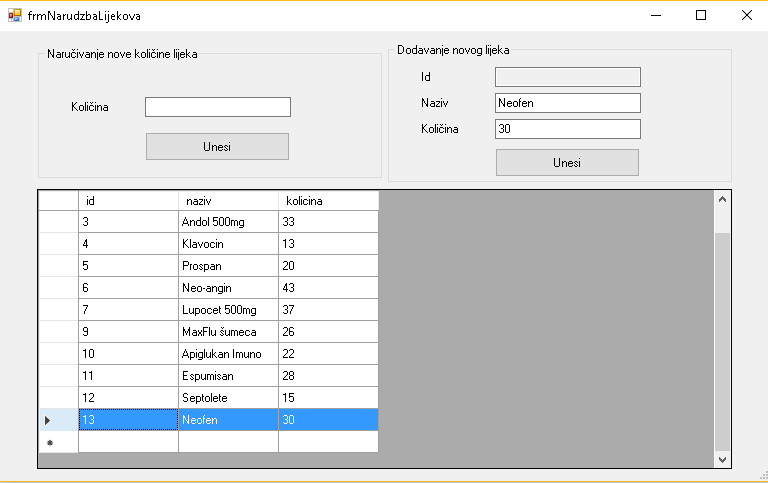 frmNarudzbaLijekova
Naručivanje nove količine lijeka
Količina
Unesi
Dodavanje novog lijeka
Id
Naziv Neofen
Količina 30
Unesi
id naziv kolicina
3 Andol 500mg 33
4 Klavocin 13
5 Prospan 20
6 Neo-angin 43
7 Lupocet 500mg 37
9 MaxFlu šumeca 26
10 Apiglukan Imuno 22
11 Espumisan 28
12 Septolete 15
13 Neofen 30